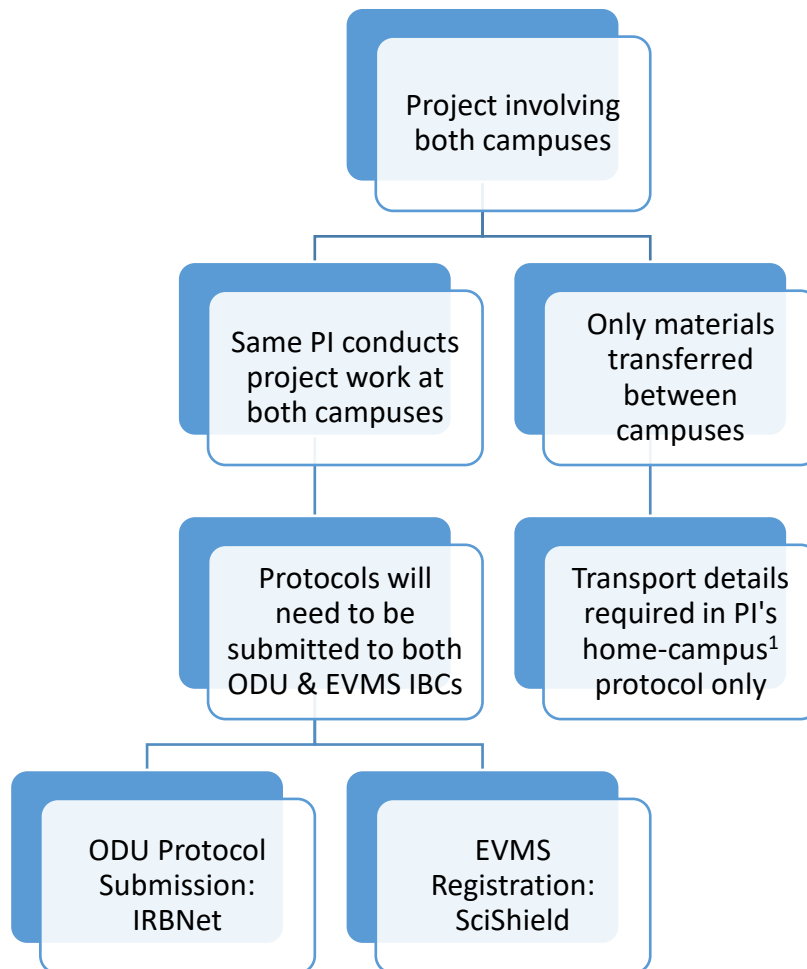 Project involving
both campuses
Same PI conducts
project work at
both campuses
Only materials
transferred
between
campuses
Protocols will
need to be
submitted to both
ODU & EVMS IBCs
Transport details
required in PI's
home-campus¹
protocol only
ODU Protocol
Submission:
IRBNet
EVMS
Registration:
SciShield